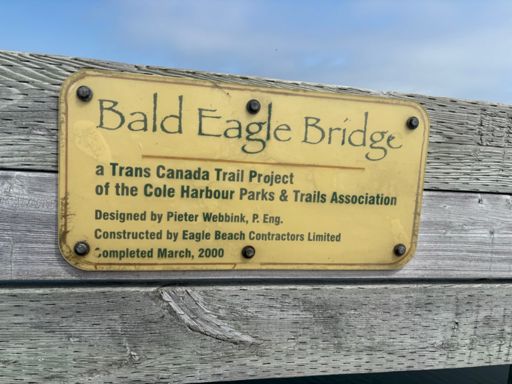 Bald Eagle Bridge
a Trans Canada Trail Project
of the Cole Harbour Parks & Trails Association
Designed by Pieter Webbink, P. Eng.
Constructed by Eagle Beach Contractors Limited
Completed March, 2000